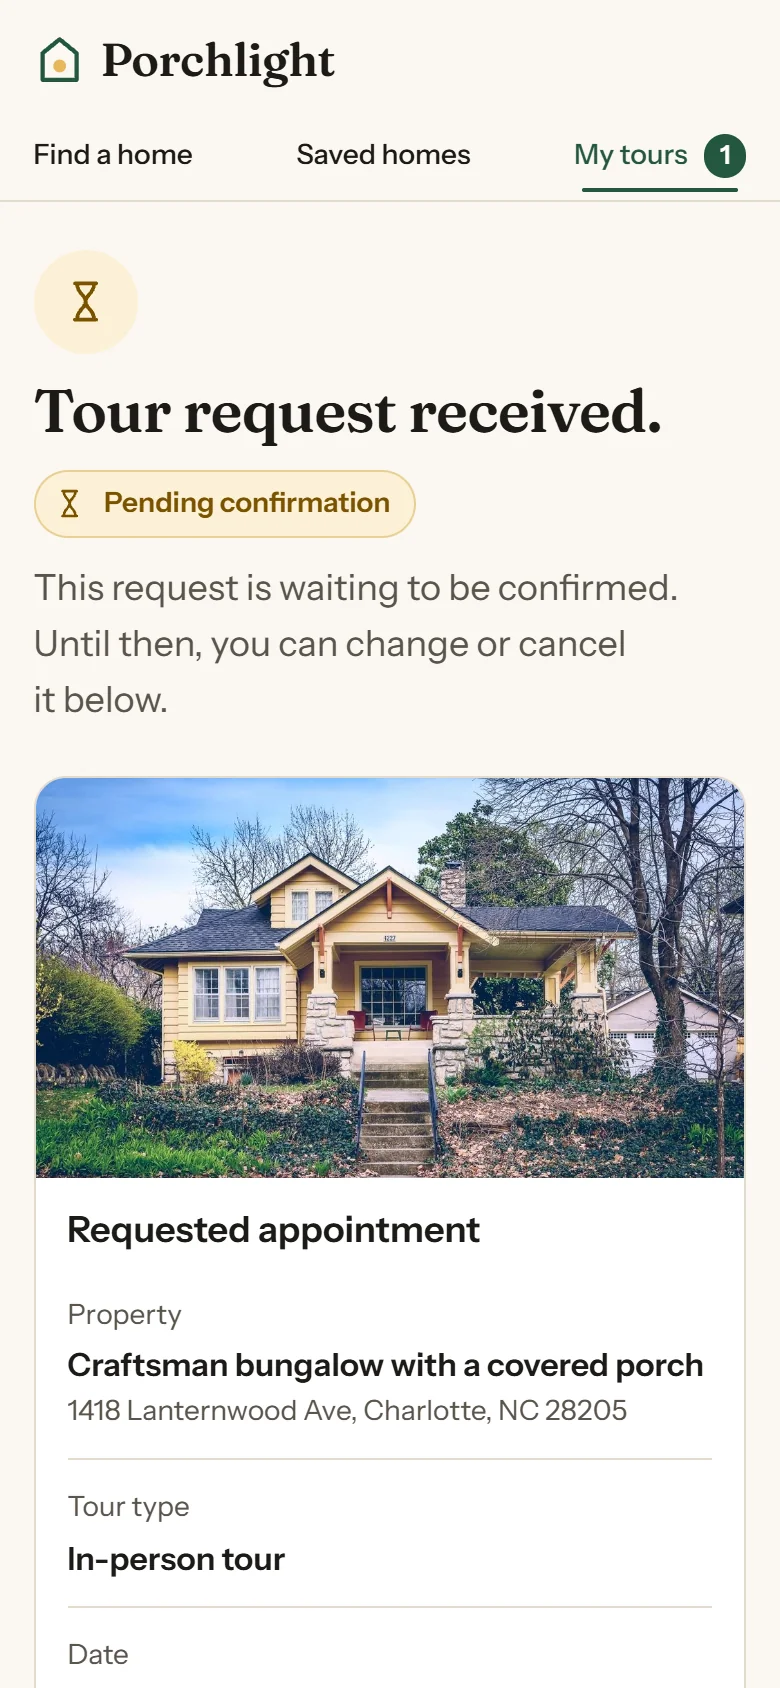 Porchlight
Find a home
Saved homes
My tours 1
Tour request received.
Pending confirmation
This request is waiting to be confirmed.
Until then, you can change or cancel
it below.
Requested appointment
Property
Craftsman bungalow with a covered porch
1418 Lanternwood Ave, Charlotte, NC 28205
Tour type
In-person tour
Date